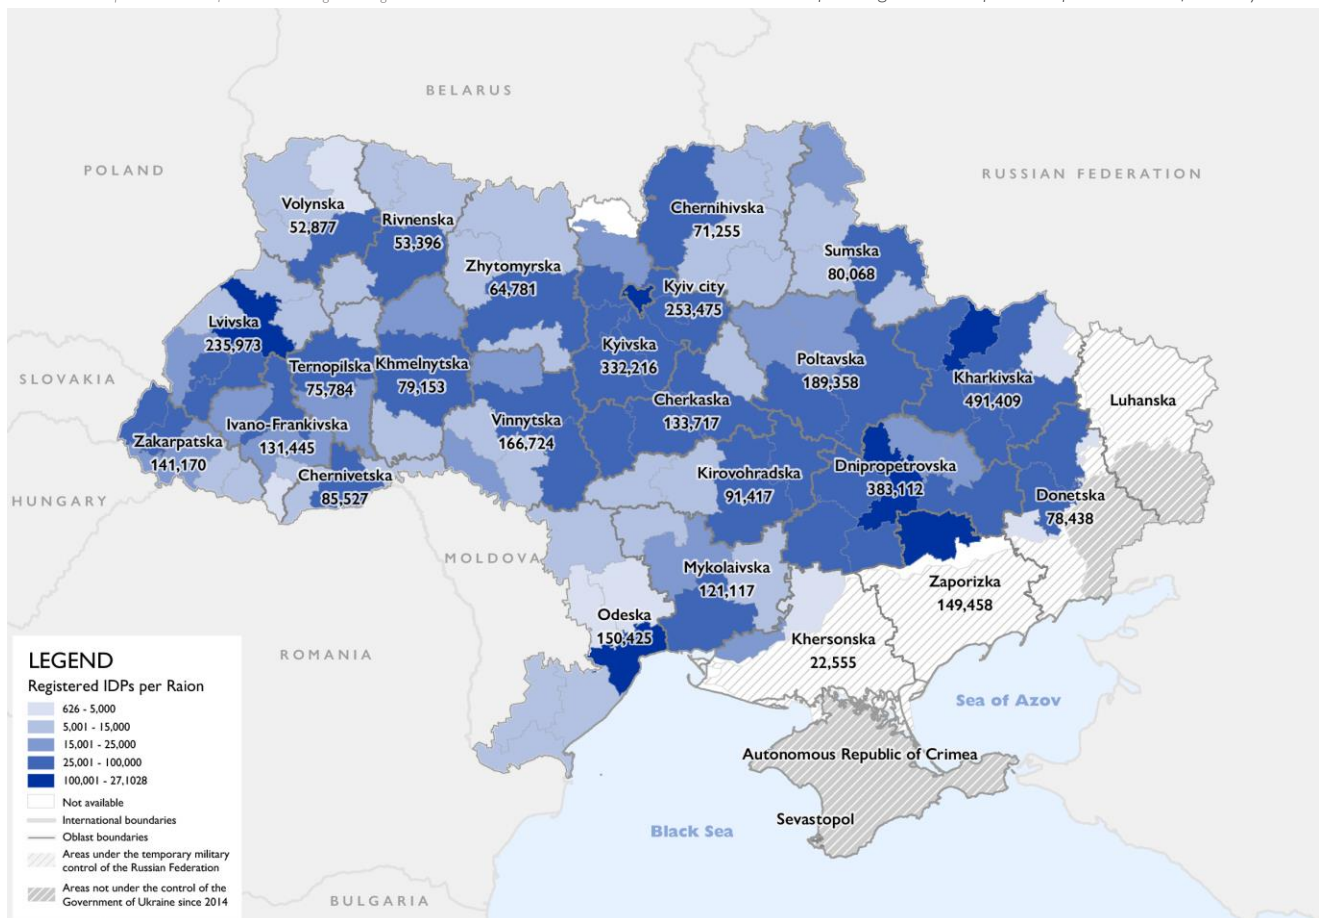 BELARUS
POLAND
RUSSIAN FEDERATION
Volynska
52,877
Rivnenska
53,396
Chernihivska
71,255
Sumska
80,068
Zhytomyrska
64,781
Kyiv city
253,475
Lvivska
235,973
Kyivska
332,216
Poltavska
189,358
Kharkivska
491,409
SLOVAKIA
Ternopilska
75,784
Khmelnytska
79,153
Cherkaska
133,717
Luhanska
Ivano-Frankivska
131,445
Vinnytska
166,724
Zakarpatska
141,170
Chernivetska
85,527
Kirovohradska
91,417
Dnipropetrovska
383,112
Donetska
78,438
HUNGARY
MOLDOVA
Mykolaivska
121,117
Zaporizka
149,458
Odeska
150,425
Khersonska
22,555
ROMANIA
Sea of Azov
Autonomous Republic of Crimea
Sevastopol
Black Sea
BULGARIA
LEGEND
Registered IDPs per Raion
626 - 5,000
5,001 - 15,000
15,001 - 25,000
25,001 - 100,000
100,001 - 27,1028
Not available
International boundaries
Oblast boundaries
Areas under the temporary military
control of the Russian Federation
Areas not under the control of the
Government of Ukraine since 2014